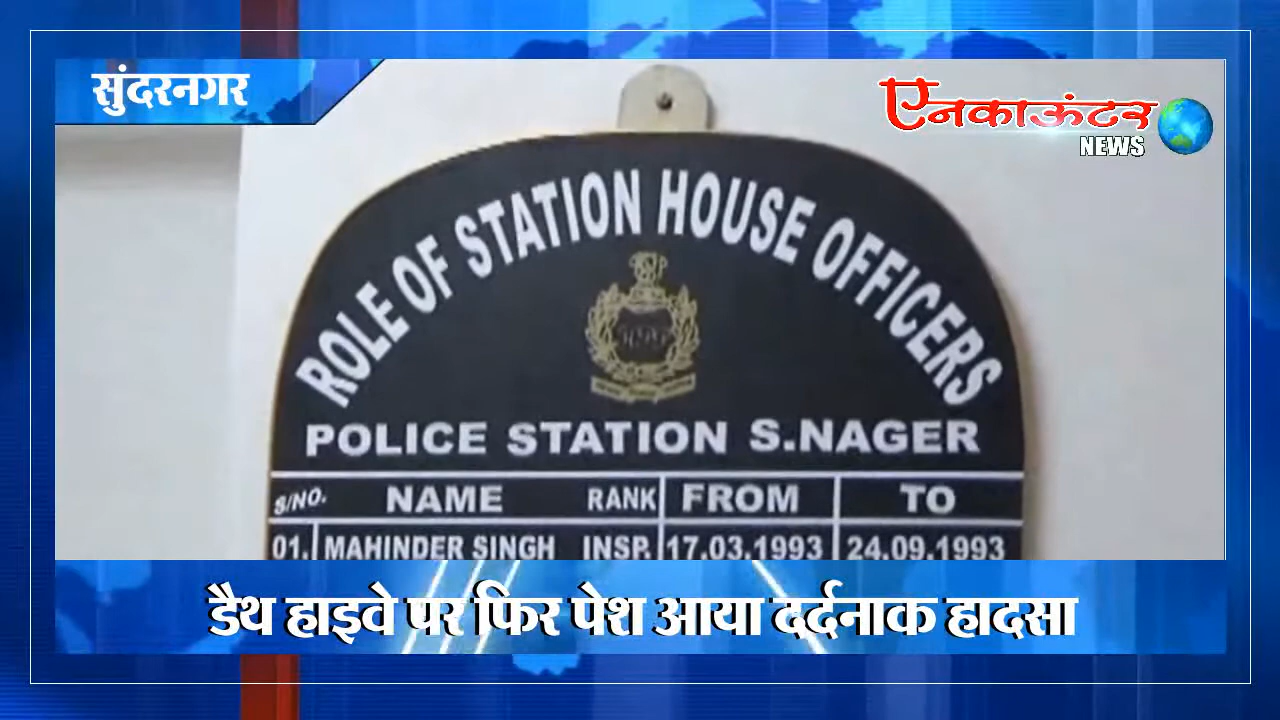 सुंदरनगर
एनकाऊंटर
NEWS
ROLE OF STATION HOUSE OFFICERS
POLICE STATION S.NAGER
S/NO. NAME RANK FROM TO
01. MAHINDER SINGH INSP. 17.03.1993 24.09.1993
डैथ हाइवे पर फिर पेश आया दर्दनाक हादसा